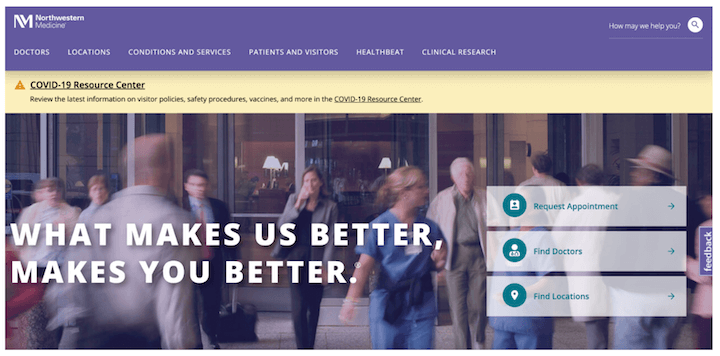 Northwestern
Medicine®
How may we help you?
DOCTORS LOCATIONS CONDITIONS AND SERVICES PATIENTS AND VISITORS HEALTHBEAT CLINICAL RESEARCH
COVID-19 Resource Center
Review the latest information on visitor policies, safety procedures, vaccines, and more in the COVID-19 Resource Center.
WHAT MAKES US BETTER,
MAKES YOU BETTER.®
Request Appointment
Find Doctors
Find Locations
feedback